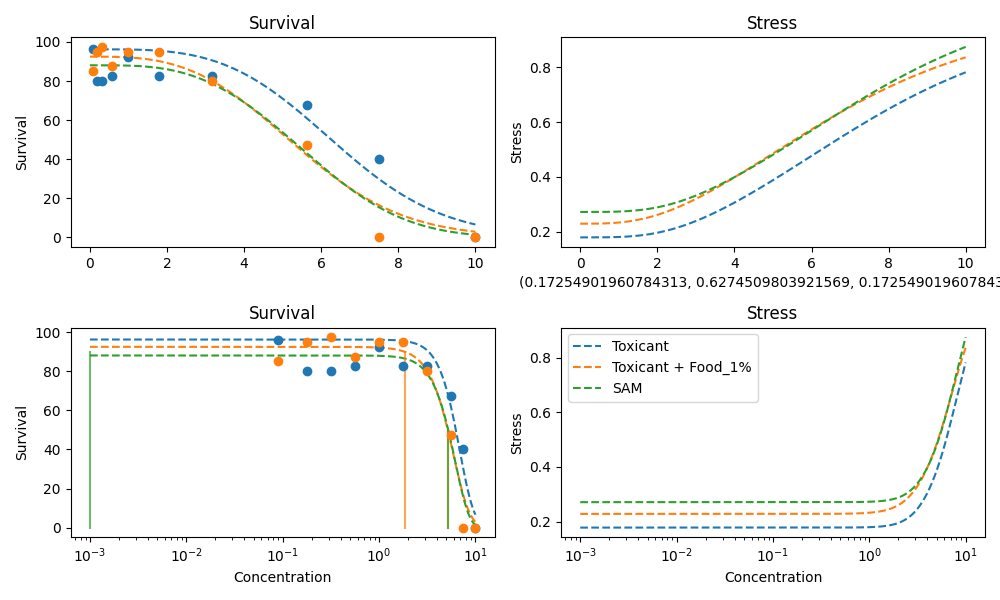 Survival
Stress
Survival
100
80
60
40
20
0
0 2 4 6 8 10
Stress
0.8
0.6
0.4
0.2
0 2 4 6 8 10
(0.17254901960784313, 0.6274509803921569, 0.1725490196078431
Survival
Stress
Survival
100
80
60
40
20
0
10⁻³ 10⁻² 10⁻¹ 10⁰ 10¹
Concentration
Stress
0.8
0.6
0.4
0.2
Toxicant
Toxicant + Food_1%
SAM
10⁻³ 10⁻² 10⁻¹ 10⁰ 10¹
Concentration